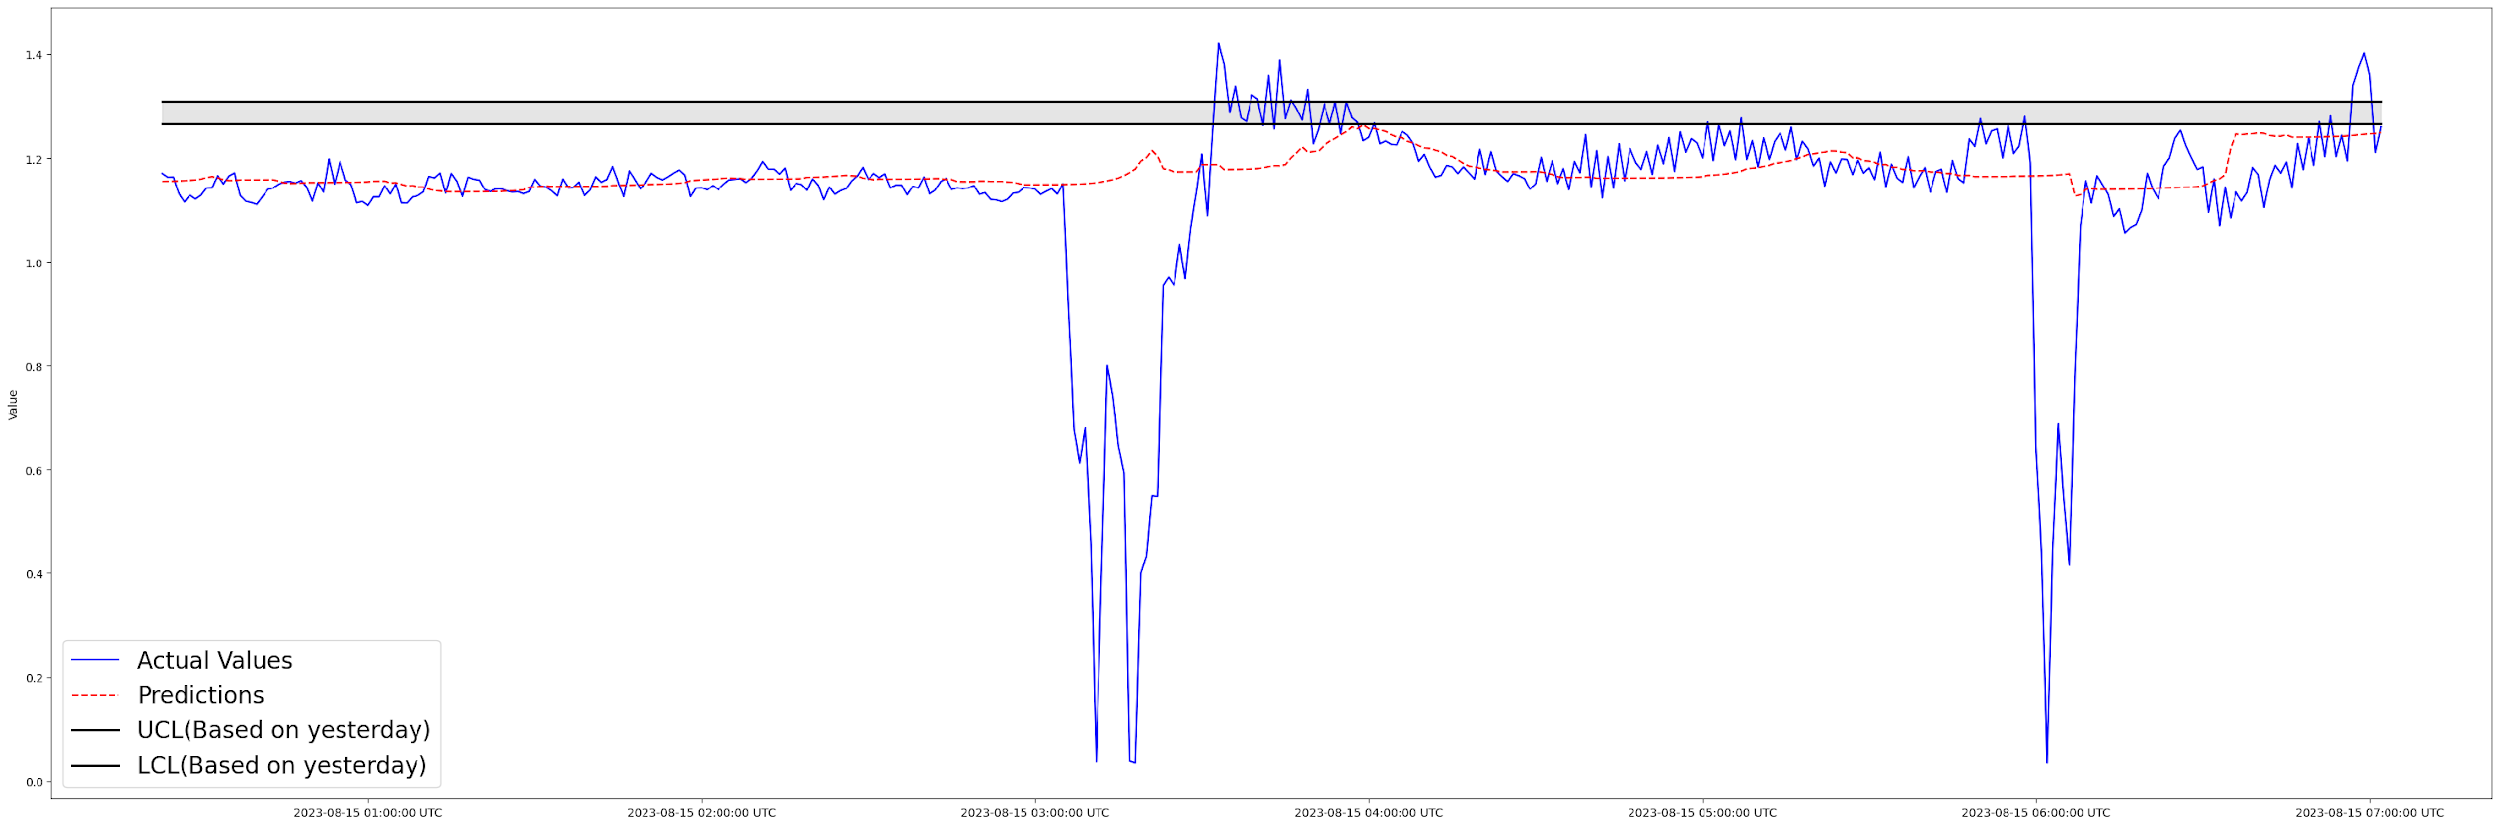 1.4
1.2
1.0
0.8
0.6
0.4
0.2
0.0
Value
Actual Values
Predictions
UCL(Based on yesterday)
LCL(Based on yesterday)
2023-08-15 01:00:00 UTC
2023-08-15 02:00:00 UTC
2023-08-15 03:00:00 UTC
2023-08-15 04:00:00 UTC
2023-08-15 05:00:00 UTC
2023-08-15 06:00:00 UTC
2023-08-15 07:00:00 UTC